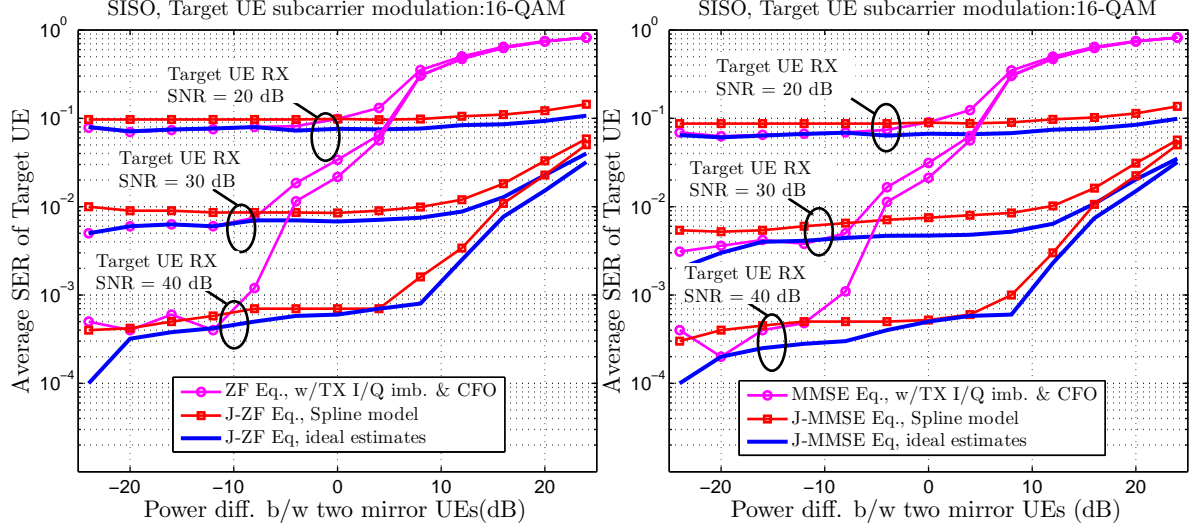 SISO, Target UE subcarrier modulation:16-QAM
10^0
10^-1
10^-2
10^-3
10^-4
Average SER of Target UE
Target UE RX
SNR = 20 dB
Target UE RX
SNR = 30 dB
Target UE RX
SNR = 40 dB
ZF Eq., w/TX I/Q imb. & CFO
J-ZF Eq., Spline model
J-ZF Eq, ideal estimates
−20 −10 0 10 20
Power diff. b/w two mirror UEs(dB)
SISO, Target UE subcarrier modulation:16-QAM
10^0
10^-1
10^-2
10^-3
10^-4
Average SER of Target UE
Target UE RX
SNR = 20 dB
Target UE RX
SNR = 30 dB
Target UE RX
SNR = 40 dB
MMSE Eq., w/TX I/Q imb. & CFO
J-MMSE Eq., Spline model
J-MMSE Eq, ideal estimates
−20 −10 0 10 20
Power diff. b/w two mirror UEs (dB)